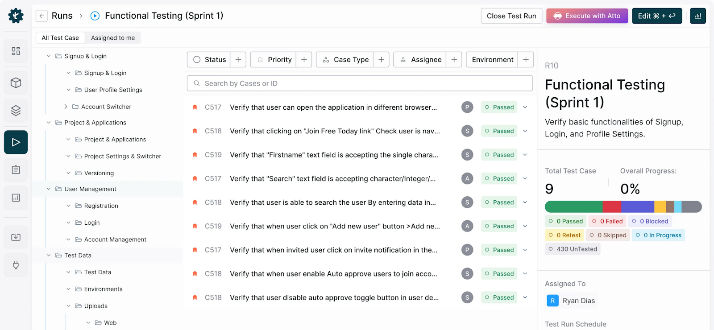 Runs
Functional Testing (Sprint 1)
Close Test Run
Execute with Atto
Edit ⌘ + ↵
All Test Case
Assigned to me
Signup & Login
Signup & Login
User Profile Settings
Account Switcher
Project & Applications
Project & Applications
Project Settings & Switcher
Versioning
User Management
Registration
Login
Account Management
Test Data
Test Data
Environments
Uploads
Web
Status +
Priority +
Case Type +
Assignee +
Environment +
Search by Cases or ID
C517 Verify that user can open the application in different browser... P Passed
C518 Verify that clicking on "Join Free Today link" Check user is nav... S Passed
C519 Verify that "Firstname" text field is accepting the single chara... S Passed
C517 Verify that "Search" text field is accepting character/Integer/... A Passed
C518 Verify that user is able to search the user By entering data in... S Passed
C519 Verify that when user click on "Add new user" button >Add ne... A Passed
C517 Verify that when invited user click on invite notification in the... P Passed
C518 Verify that when user enable Auto approve users to join acco... S Passed
C518 Verify that user disable auto approve toggle button in user de... S Passed
R10
Functional Testing
(Sprint 1)
Verify basic functionalities of Signup,
Login, and Profile Settings.
Total Test Case
9
Overall Progress:
0%
0 Passed
0 Failed
0 Blocked
0 Retest
0 Skipped
0 In Progress
430 UnTested
Assigned To
R Ryan Dias
Test Run Schedule